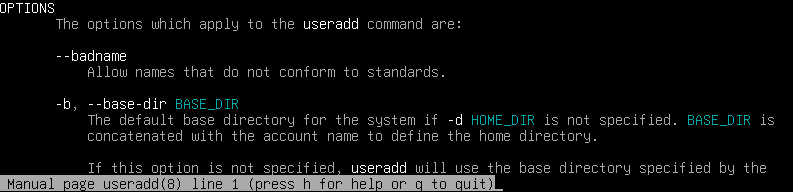 OPTIONS
The options which apply to the useradd command are:
--badname
Allow names that do not conform to standards.
-b, --base-dir BASE_DIR
The default base directory for the system if -d HOME_DIR is not specified. BASE_DIR is
concatenated with the account name to define the home directory.
If this option is not specified, useradd will use the base directory specified by the
Manual page useradd(8) line 1 (press h for help or q to quit)